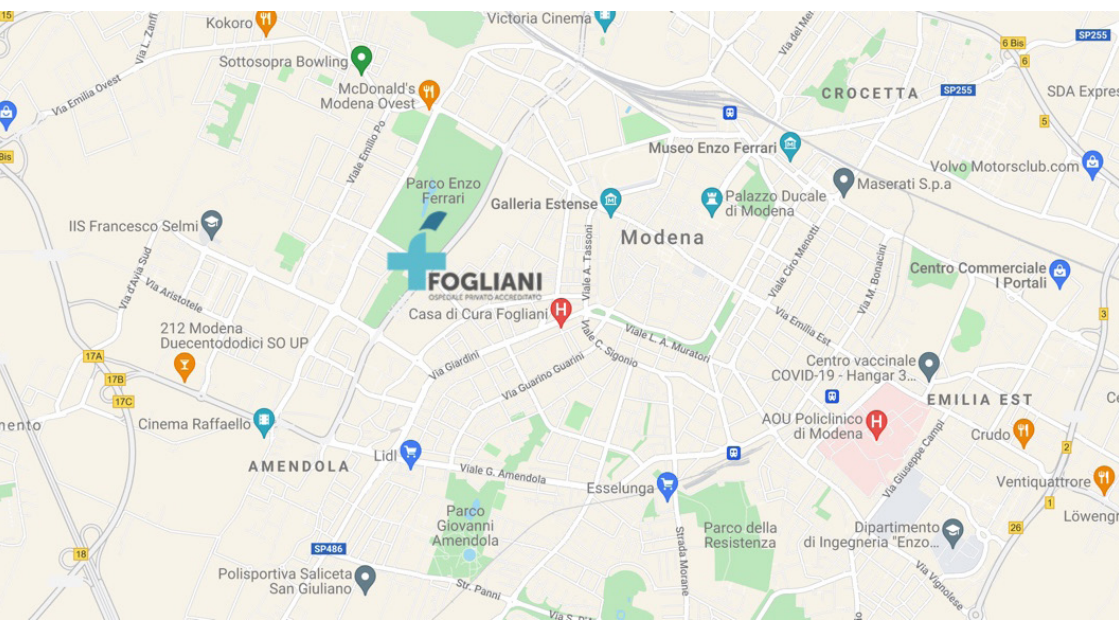 15
Kokoro
Victoria Cinema
Via L. Zanfi
Via del Mer
6 Bis
SP255
Sottosopra Bowling
6
McDonald's
Modena Ovest
Via Emilia Ovest
CROCETTA
SP255
SDA Expres
5
Viale Emilio Po
Museo Enzo Ferrari
Bis
Volvo Motorsclub.com
Parco Enzo
Ferrari
Maserati S.p.a
Galleria Estense
Palazzo Ducale
di Modena
IIS Francesco Selmi
Modena
Viale A. Tassoni
Viale Ciro Menotti
Via M. Bonacini
Via d'Avia Sud
Via Aristotele
Centro Commerciale
I Portali
FOGLIANI
OSPEDALE PRIVATO ACCREDITATO
Casa di Cura Fogliani
H
3
Via Emilia Est
212 Modena
Duecentododici SO UP
Viale C. Sigonio
Viale L. A. Muratori
17A
Via Giardini
Via Guarino Guarini
Centro vaccinale
COVID-19 - Hangar 3...
17B
17C
EMILIA EST
Ce
nento
Cinema Raffaello
AOU Policlinico
di Modena
H
Crudo
Via Giuseppe Campi
2
Lidl
AMENDOLA
Viale G. Amendola
Esselunga
Ventiquattrore
1
Löwengr
Parco
Giovanni
Amendola
Parco della
Resistenza
Dipartimento
di Ingegneria "Enzo...
26
Strada Morane
18
SP486
Polisportiva Saliceta
San Giuliano
Str. Panni
Via Vignolese